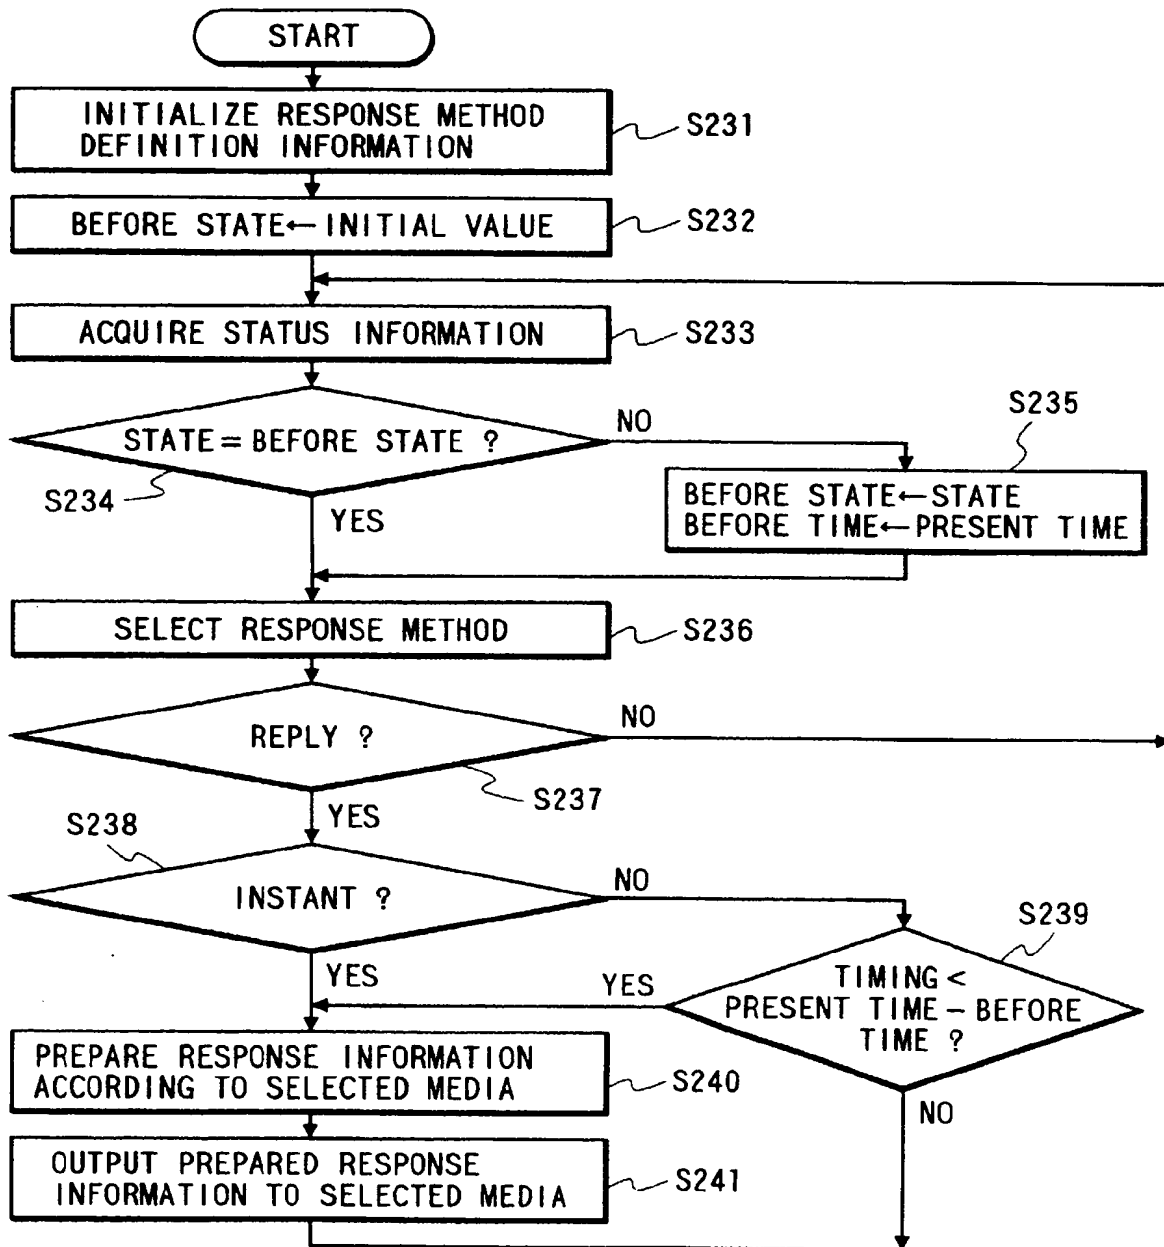 START
INITIALIZE RESPONSE METHOD
DEFINITION INFORMATION
S231
BEFORE STATE←INITIAL VALUE
S232
ACQUIRE STATUS INFORMATION
S233
STATE=BEFORE STATE ?
NO
S234
YES
S235
BEFORE STATE←STATE
BEFORE TIME←PRESENT TIME
SELECT RESPONSE METHOD
S236
REPLY ?
NO
S237
YES
S238
INSTANT ?
NO
YES
S239
TIMING<
PRESENT TIME-BEFORE
TIME ?
YES
NO
PREPARE RESPONSE INFORMATION
ACCORDING TO SELECTED MEDIA
S240
OUTPUT PREPARED RESPONSE
INFORMATION TO SELECTED MEDIA
S241